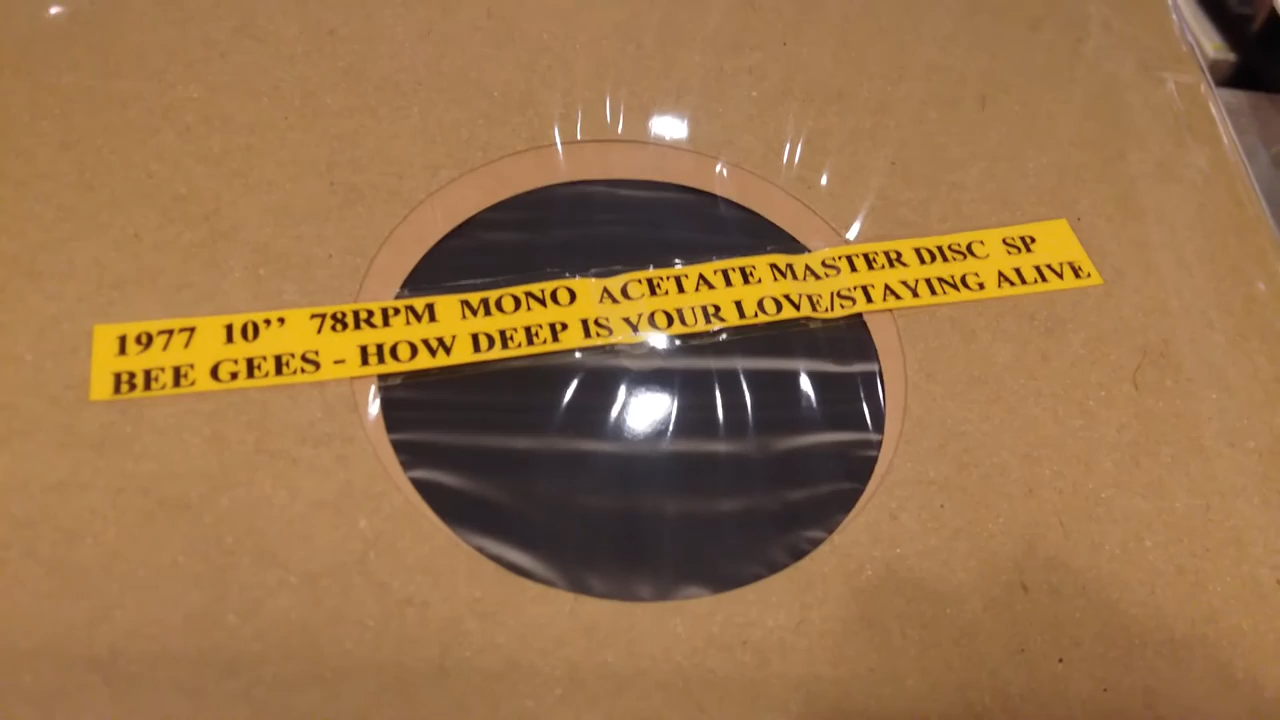 1977 10’’ 78RPM MONO ACETATE MASTER DISC SP
BEE GEES - HOW DEEP IS YOUR LOVE/STAYING ALIVE